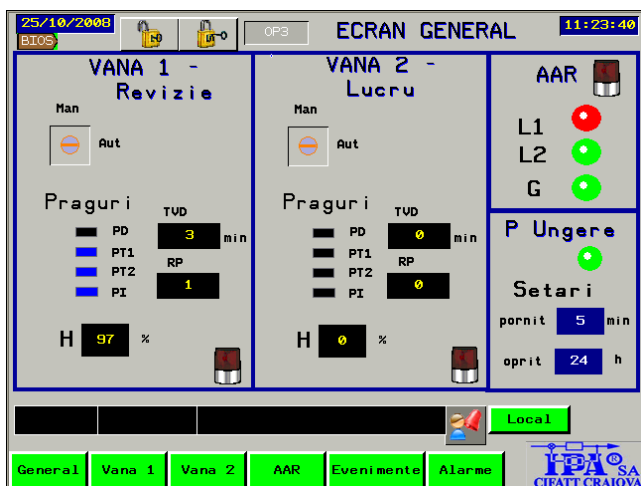 25/10/2008
BIOS
OP3
ECRAN GENERAL
11:23:40
VANA 1 -
Revizie
Man
Aut
Praguri
PD
PT1
PT2
PI
TVD
3 min
RP
1
H 97 %
VANA 2 -
Lucru
Man
Aut
Praguri
PD
PT1
PT2
PI
TVD
0 min
RP
0
H 0 %
AAR
L1
L2
G
P Ungere
Setari
pornit 5 min
oprit 24 h
Local
General Vana 1 Vana 2 AAR Evenimente Alarme
IPA ® SA
CIFATT CRAIOVA